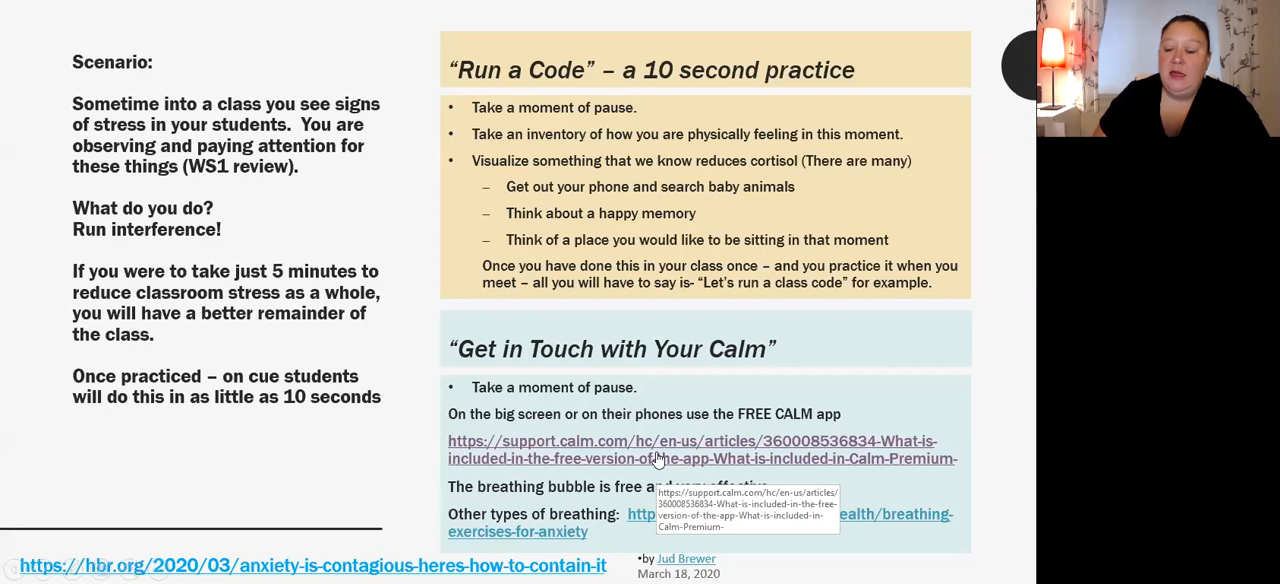 Scenario:
Sometime into a class you see signs
of stress in your students.  You are
observing and paying attention for
these things (WS1 review).
What do you do?
Run interference!
If you were to take just 5 minutes to
reduce classroom stress as a whole,
you will have a better remainder of
the class.
Once practiced – on cue students
will do this in as little as 10 seconds
https://hbr.org/2020/03/anxiety-is-contagious-heres-how-to-contain-it
“Run a Code” – a 10 second practice
• Take a moment of pause.
• Take an inventory of how you are physically feeling in this moment.
• Visualize something that we know reduces cortisol (There are many)
– Get out your phone and search baby animals
– Think about a happy memory
– Think of a place you would like to be sitting in that moment
Once you have done this in your class once – and you practice it when you
meet – all you will have to say is- “Let’s run a class code” for example.
“Get in Touch with Your Calm”
• Take a moment of pause.
On the big screen or on their phones use the FREE CALM app
https://support.calm.com/hc/en-us/articles/360008536834-What-is-
included-in-the-free-version-of-the-app-What-is-included-in-Calm-Premium-
The breathing bubble is free and very effective
https://support.calm.com/hc/en-us/articles/
360008536834-What-is-included-in-the-free-
version-of-the-app-What-is-included-in-
Calm-Premium-
Other types of breathing:  http ealth/breathing-
exercises-for-anxiety
•by Jud Brewer
March 18, 2020